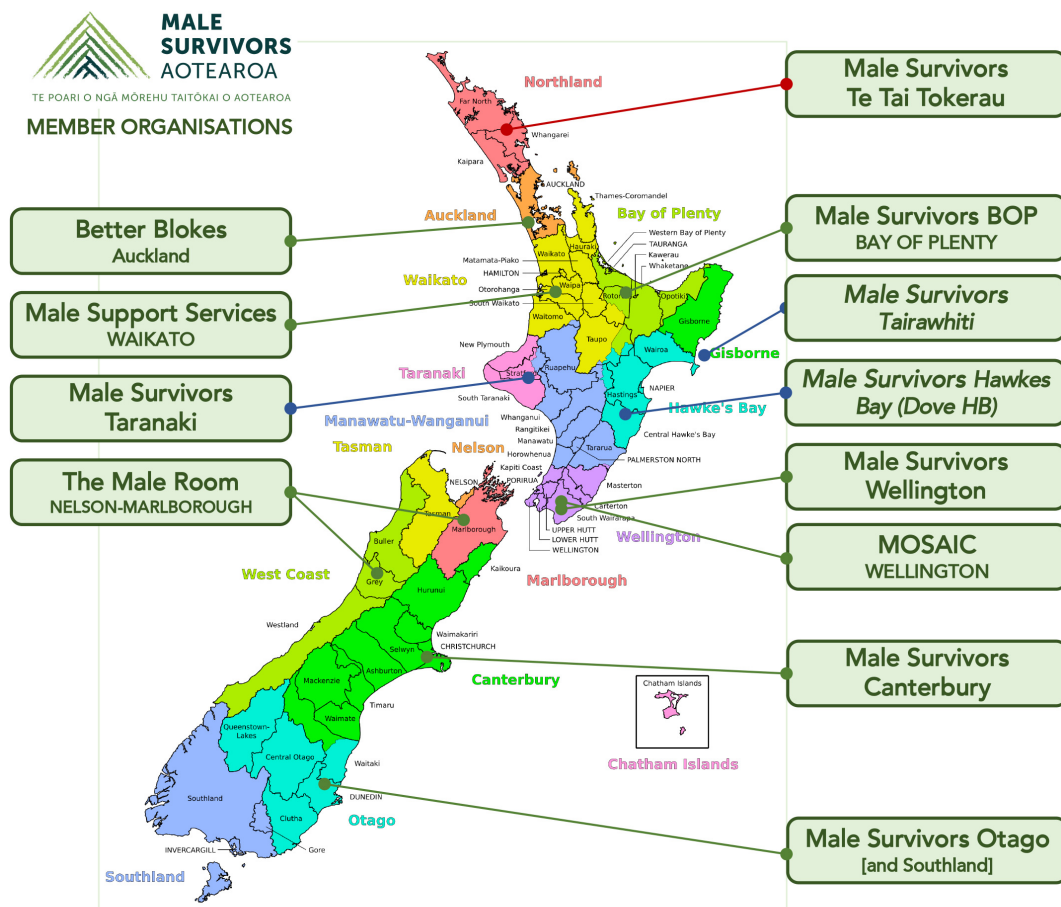 MALE
SURVIVORS
AOTEAROA
TE POARI O NGĀ MŌREHU TAITŌKAI O AOTEAROA
MEMBER ORGANISATIONS
Better Blokes
Auckland
Male Support Services
WAIKATO
Male Survivors
Taranaki
The Male Room
NELSON-MARLBOROUGH
Male Survivors
Te Tai Tokerau
Male Survivors BOP
BAY OF PLENTY
Male Survivors
Tairawhiti
Male Survivors Hawkes
Bay (Dove HB)
Male Survivors
Wellington
MOSAIC
WELLINGTON
Male Survivors
Canterbury
Male Survivors Otago
[and Southland]
Northland
Far North
Whangarei
Kaipara
AUCKLAND
Thames-Coromandel
Auckland
Bay of Plenty
Western Bay of Plenty
TAURANGA
Kawerau
Whakatane
Hauraki
Waikato
Matamata-Piako
HAMILTON
Waikato
Waipa
Otorohanga
South Waikato
Opotiki
Gisborne
Waitomo
Taupo
Wairoa
Gisborne
New Plymouth
Taranaki
Ruapehu
South Taranaki
NAPIER
Hastings
Hawke's Bay
Manawatu-Wanganui
Whanganui
Rangitikei
Manawatu
Horowhenua
Central Hawke's Bay
Tararua
PALMERSTON NORTH
Kapiti Coast
PORIRUA
Masterton
Carterton
South Wairarapa
UPPER HUTT
LOWER HUTT
WELLINGTON
Wellington
Tasman
Nelson
NELSON
Tasman
Marlborough
Buller
West Coast
Grey
Marlborough
Kaikoura
Hurunui
Westland
Waimakariri
CHRISTCHURCH
Selwyn
Ashburton
Canterbury
Mackenzie
Timaru
Waimate
Queenstown-
Lakes
Waitaki
Central Otago
DUNEDIN
Otago
Clutha
Southland
Gore
INVERCARGILL
Southland
Chatham Islands
Chatham Islands